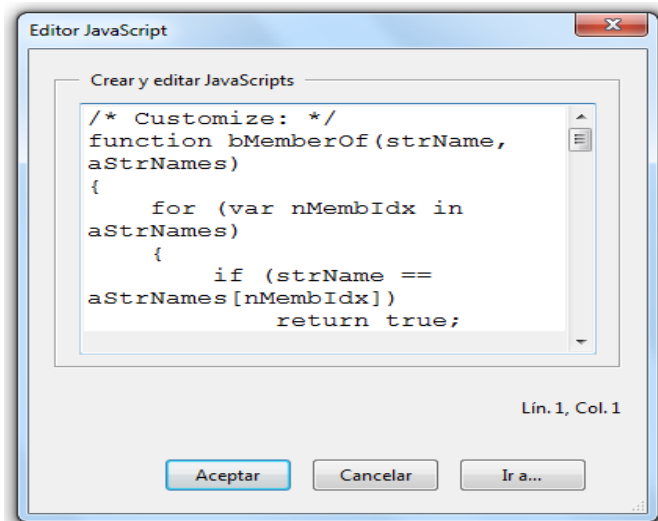 Editor JavaScript
Crear y editar JavaScripts
/* Customize: */
function bMemberOf(strName,
aStrNames)
{
    for (var nMembIdx in
aStrNames)
    {
        if (strName ==
aStrNames[nMembIdx])
            return true;
Lín. 1, Col. 1
Aceptar Cancelar Ir a...